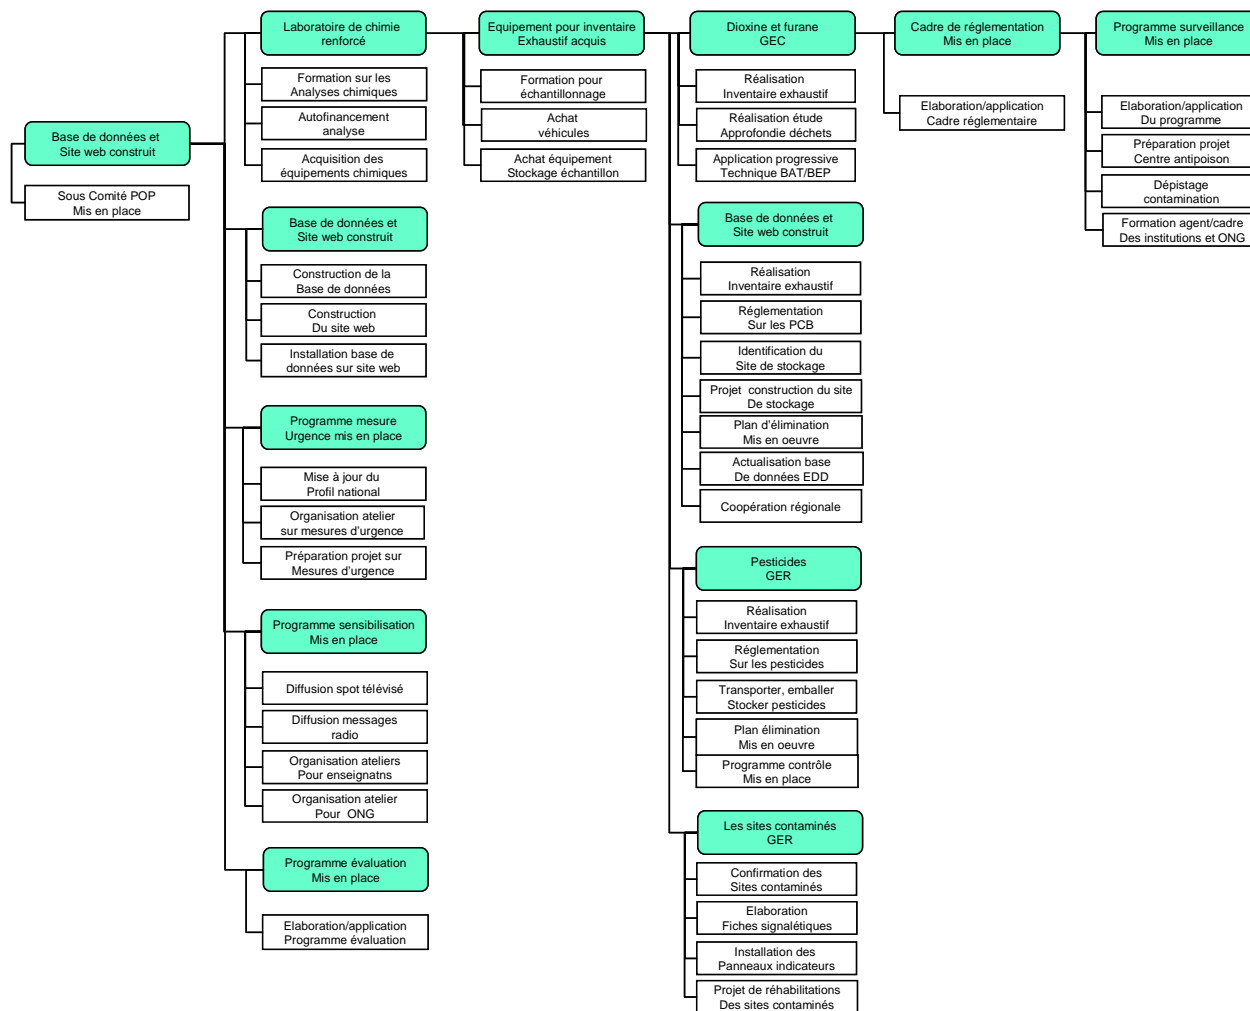 Base de données et
Site web construit
Sous Comité POP
Mis en place
Laboratoire de chimie
renforcé
Formation sur les
Analyses chimiques
Autofinancement
analyse
Acquisition des
équipements chimiques
Base de données et
Site web construit
Construction de la
Base de données
Construction
Du site web
Installation base de
données sur site web
Programme mesure
Urgence mis en place
Mise à jour du
Profil national
Organisation atelier
sur mesures d'urgence
Préparation projet sur
Mesures d'urgence
Programme sensibilisation
Mis en place
Diffusion spot télévisé
Diffusion messages
radio
Organisation ateliers
Pour enseignatns
Organisation atelier
Pour ONG
Programme évaluation
Mis en place
Elaboration/application
Programme évaluation
Equipement pour inventaire
Exhaustif acquis
Formation pour
échantillonnage
Achat
véhicules
Achat équipement
Stockage échantillon
Dioxine et furane
GEC
Réalisation
Inventaire exhaustif
Réalisation étude
Approfondie déchets
Application progressive
Technique BAT/BEP
Base de données et
Site web construit
Réalisation
Inventaire exhaustif
Réglementation
Sur les PCB
Identification du
Site de stockage
Projet construction du site
De stockage
Plan d'élimination
Mis en oeuvre
Actualisation base
De données EDD
Coopération régionale
Pesticides
GER
Réalisation
Inventaire exhaustif
Réglementation
Sur les pesticides
Transporter, emballer
Stocker pesticides
Plan élimination
Mis en oeuvre
Programme contrôle
Mis en place
Les sites contaminés
GER
Confirmation des
Sites contaminés
Elaboration
Fiches signalétiques
Installation des
Panneaux indicateurs
Projet de réhabilitations
Des sites contaminés
Cadre de réglementation
Mis en place
Elaboration/application
Cadre réglementaire
Programme surveillance
Mis en place
Elaboration/application
Du programme
Préparation projet
Centre antipoison
Dépistage
contamination
Formation agent/cadre
Des institutions et ONG